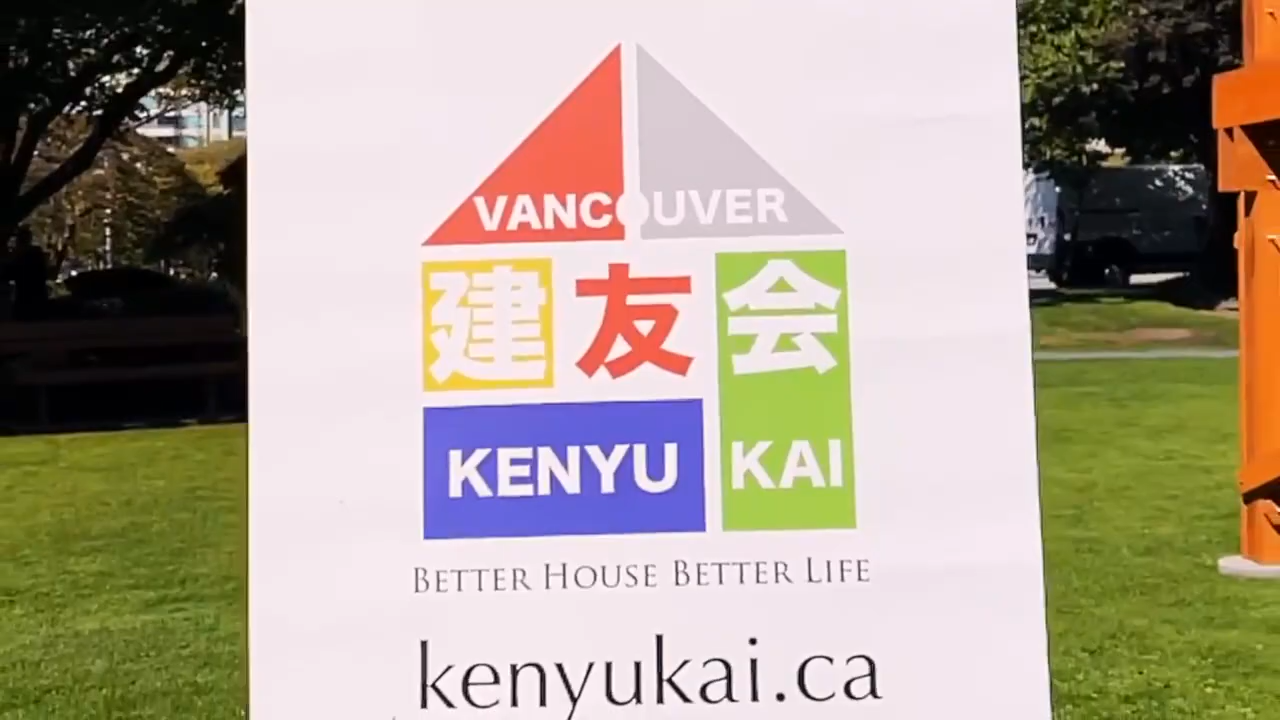 VANCOUVER
建友会
KENYU KAI
BETTER HOUSE BETTER LIFE
kenyukai.ca